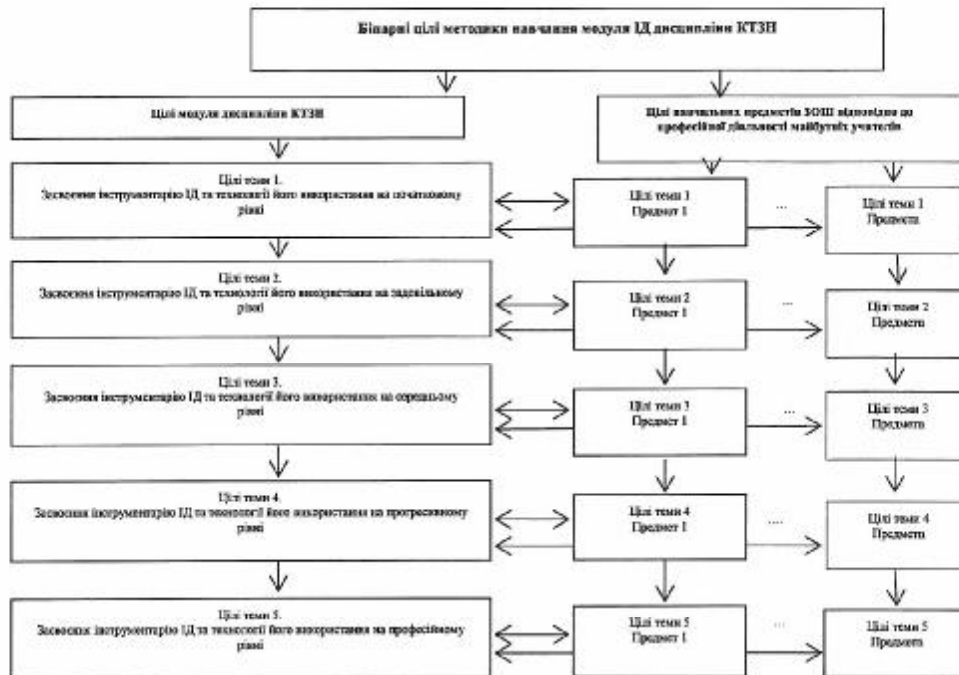 Бінарні цілі методики навчання модуля ІД дисципліни КТЗН
Цілі модуля дисципліни КТЗН
Цілі навчальних предметів ЗОШ відповідно до
професійної діяльності майбутніх учителів
Цілі теми 1.
Засвоєння інструментарію ІД та технології його використання на початковому
рівні
Цілі теми 1
Предмет 1
...
Цілі теми 1
Предмета
Цілі теми 2.
Засвоєння інструментарію ІД та технології його використання на задовільному
рівні
Цілі теми 2
Предмет 1
...
Цілі теми 2
Предмета
Цілі теми 3.
Засвоєння інструментарію ІД та технології його використання на середньому
рівні
Цілі теми 3
Предмет 1
...
Цілі теми 3
Предмета
Цілі теми 4.
Засвоєння інструментарію ІД та технології його використання на прогресивному
рівні
Цілі теми 4
Предмет 1
....
Цілі теми 4
Предмета
Цілі теми 5.
Засвоєння інструментарію ІД та технології його використання на професійному
рівні
Цілі теми 5
Предмет 1
...
Цілі теми 5
Предмета